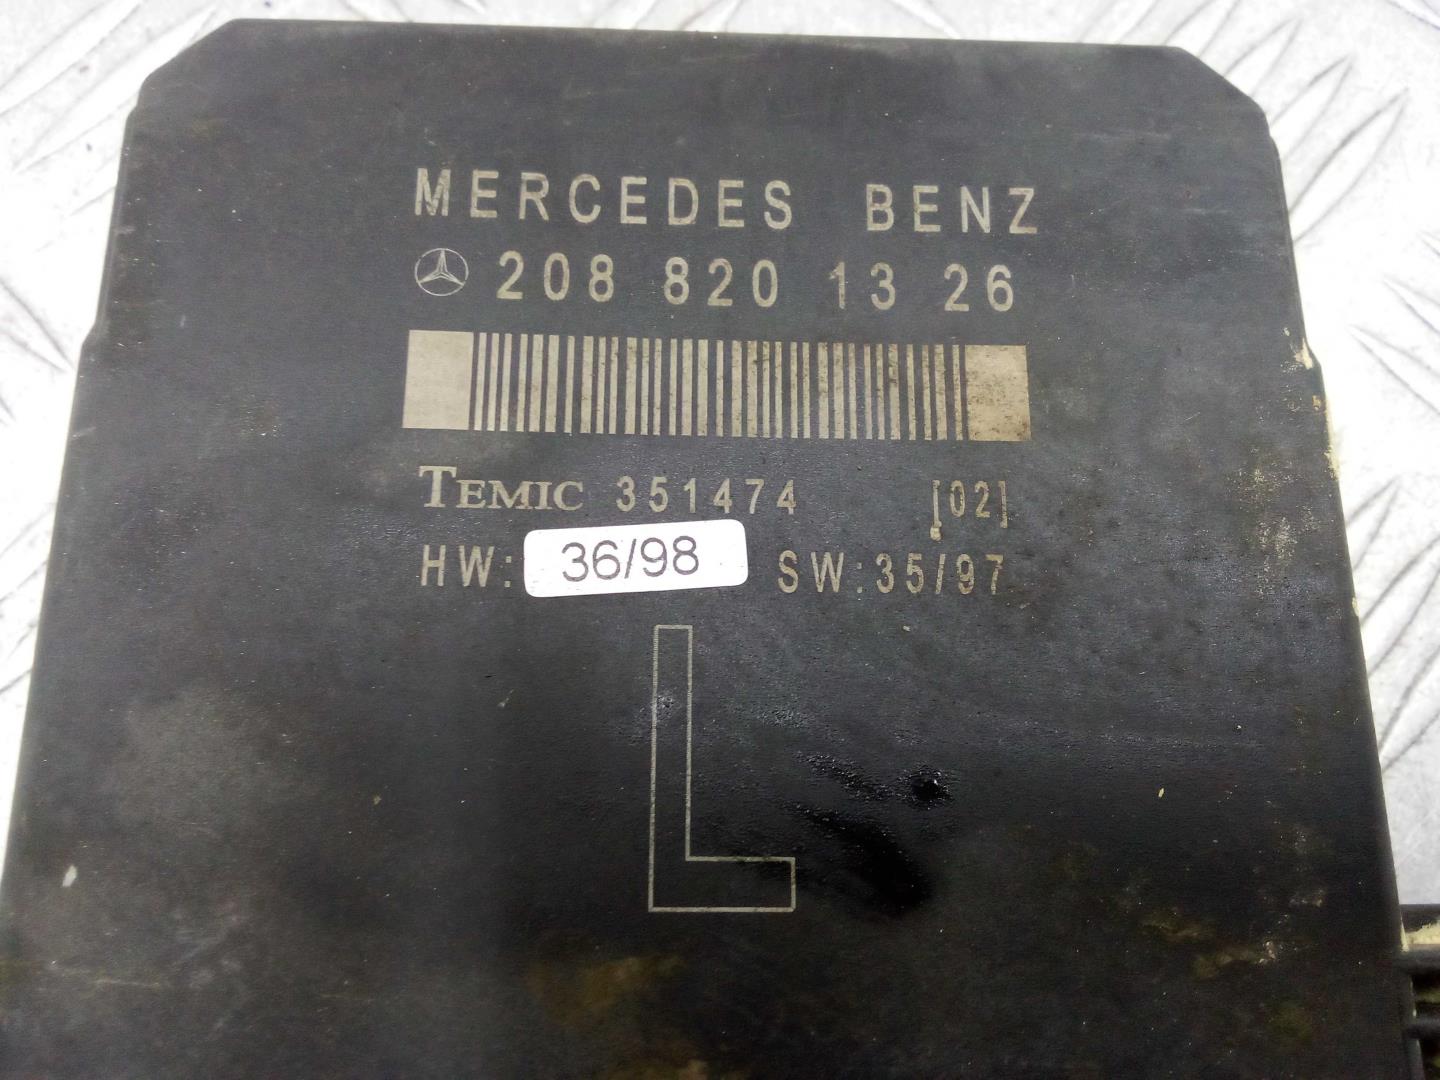 MERCEDES BENZ
208 820 13 26
TEMIC 351474 [02]
HW: 36/98 SW:35/97
L